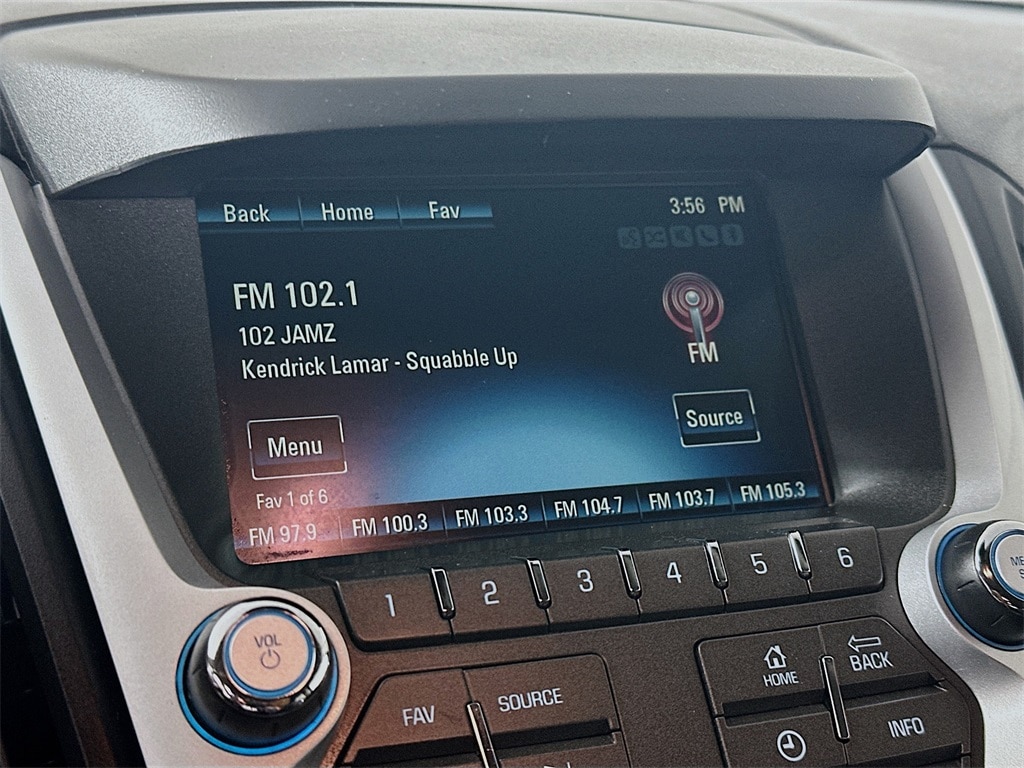 Back Home Fav 3:56 PM
FM 102.1
102 JAMZ
Kendrick Lamar - Squabble Up
FM
Menu
Source
Fav 1 of 6
FM 97.9 FM 100.3 FM 103.3 FM 104.7 FM 103.7 FM 105.3
1 2 3 4 5 6
VOL
FAV SOURCE
HOME BACK
INFO